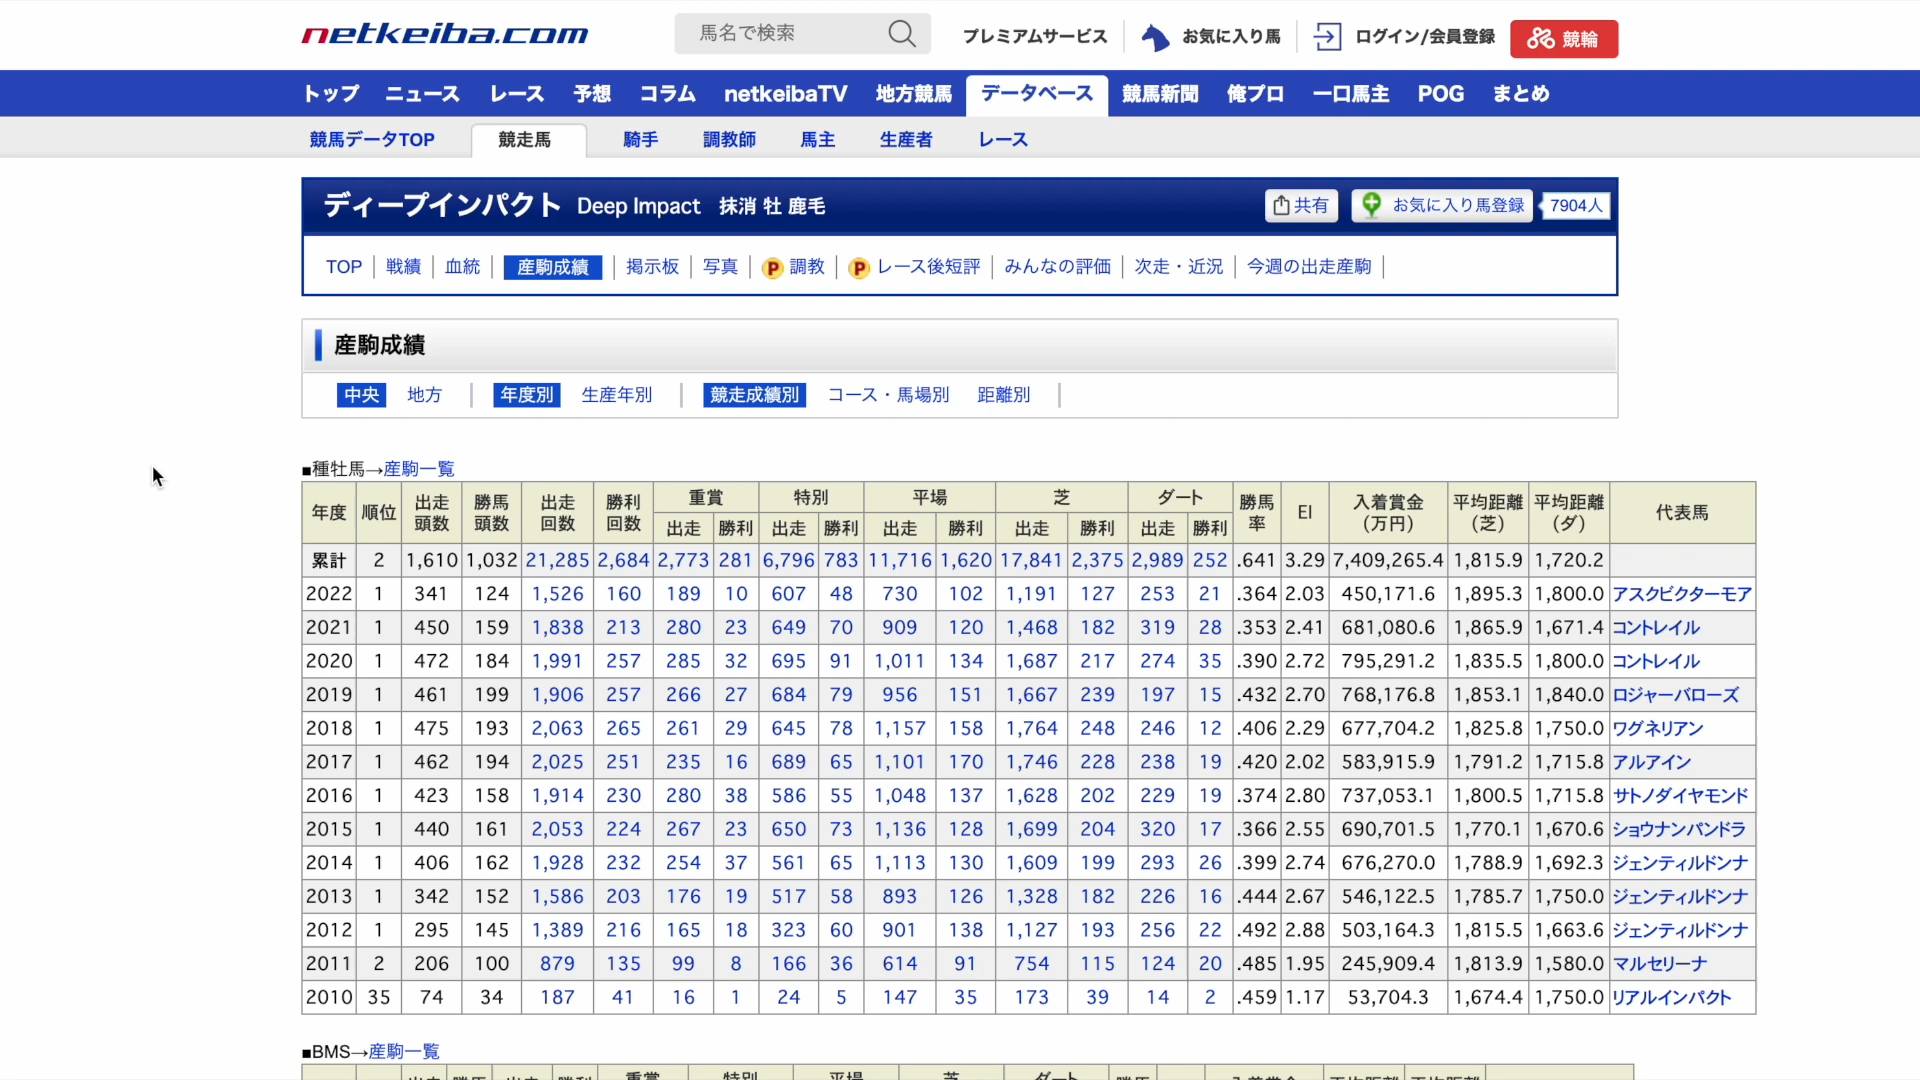 netkeiba.com 馬名で検索 プレミアムサービス お気に入り馬 ログイン/会員登録 競輪
トップ ニュース レース 予想 コラム netkeibaTV 地方競馬 データベース 競馬新聞 俺プロ 一口馬主 POG まとめ
競馬データTOP 競走馬 騎手 調教師 馬主 生産者 レース
ディープインパクト Deep Impact 抹消 牡 鹿毛 共有 お気に入り馬登録 7904人
TOP 戦績 血統 産駒成績 掲示板 写真 P 調教 P レース後短評 みんなの評価 次走・近況 今週の出走産駒
産駒成績
中央 地方 年度別 生産年別 競走成績別 コース・馬場別 距離別
■種牡馬→産駒一覧
年度 順位 出走頭数 勝馬頭数 出走回数 勝利回数 重賞 特別 平場 芝 ダート 勝馬率 EI 入着賞金(万円) 平均距離(芝) 平均距離(ダ) 代表馬
出走 勝利 出走 勝利 出走 勝利 出走 勝利 出走 勝利
累計 2 1,610 1,032 21,285 2,684 2,773 281 6,796 783 11,716 1,620 17,841 2,375 2,989 252 .641 3.29 7,409,265.4 1,815.9 1,720.2
2022 1 341 124 1,526 160 189 10 607 48 730 102 1,191 127 253 21 .364 2.03 450,171.6 1,895.3 1,800.0 アスクビクターモア
2021 1 450 159 1,838 213 280 23 649 70 909 120 1,468 182 319 28 .353 2.41 681,080.6 1,865.9 1,671.4 コントレイル
2020 1 472 184 1,991 257 285 32 695 91 1,011 134 1,687 217 274 35 .390 2.72 795,291.2 1,835.5 1,800.0 コントレイル
2019 1 461 199 1,906 257 266 27 684 79 956 151 1,667 239 197 15 .432 2.70 768,176.8 1,853.1 1,840.0 ロジャーバローズ
2018 1 475 193 2,063 265 261 29 645 78 1,157 158 1,764 248 246 12 .406 2.29 677,704.2 1,825.8 1,750.0 ワグネリアン
2017 1 462 194 2,025 251 235 16 689 65 1,101 170 1,746 228 238 19 .420 2.02 583,915.9 1,791.2 1,715.8 アルアイン
2016 1 423 158 1,914 230 280 38 586 55 1,048 137 1,628 202 229 19 .374 2.80 737,053.1 1,800.5 1,715.8 サトノダイヤモンド
2015 1 440 161 2,053 224 267 23 650 73 1,136 128 1,699 204 320 17 .366 2.55 690,701.5 1,770.1 1,670.6 ショウナンパンドラ
2014 1 406 162 1,928 232 254 37 561 65 1,113 130 1,609 199 293 26 .399 2.74 676,270.0 1,788.9 1,692.3 ジェンティルドンナ
2013 1 342 152 1,586 203 176 19 517 58 893 126 1,328 182 226 16 .444 2.67 546,122.5 1,785.7 1,750.0 ジェンティルドンナ
2012 1 295 145 1,389 216 165 18 323 60 901 138 1,127 193 256 22 .492 2.88 503,164.3 1,815.5 1,663.6 ジェンティルドンナ
2011 2 206 100 879 135 99 8 166 36 614 91 754 115 124 20 .485 1.95 245,909.4 1,813.9 1,580.0 マルセリーナ
2010 35 74 34 187 41 16 1 24 5 147 35 173 39 14 2 .459 1.17 53,704.3 1,674.4 1,750.0 リアルインパクト
■BMS→産駒一覧